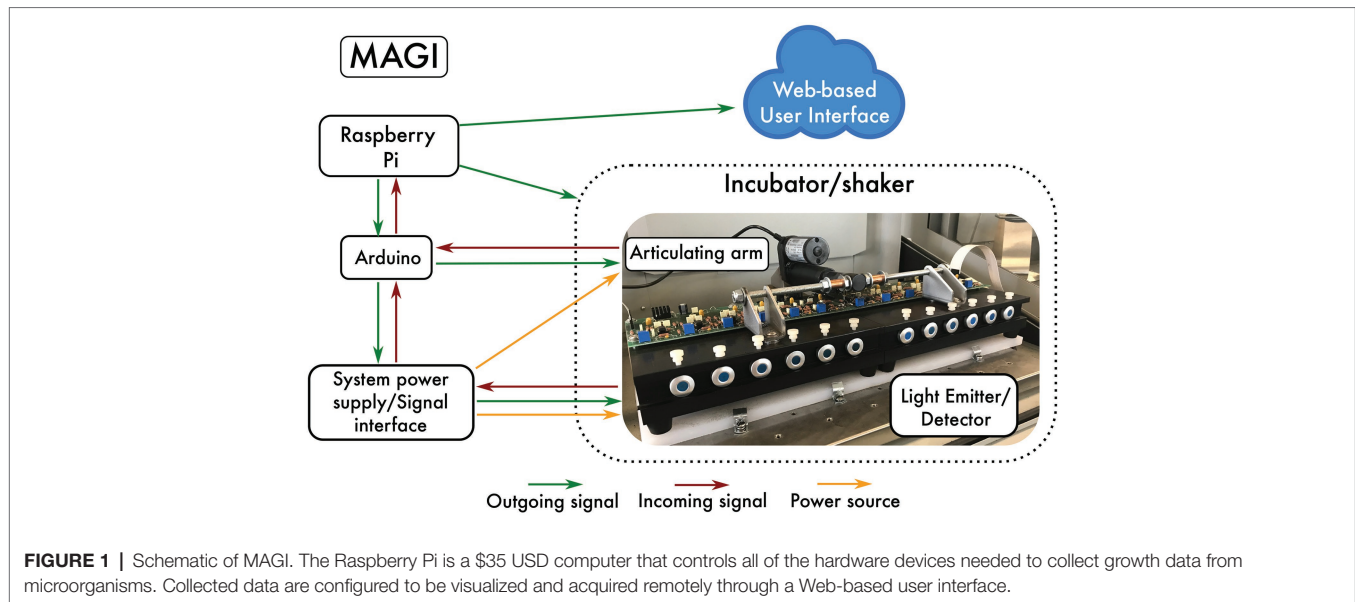 MAGI
Web-based
User Interface
Raspberry
Pi
Incubator/shaker
Articulating arm
Arduino
System power
supply/Signal
interface
Light Emitter/
Detector
Outgoing signal
Incoming signal
Power source
FIGURE 1 | Schematic of MAGI. The Raspberry Pi is a $35 USD computer that controls all of the hardware devices needed to collect growth data from
microorganisms. Collected data are configured to be visualized and acquired remotely through a Web-based user interface.